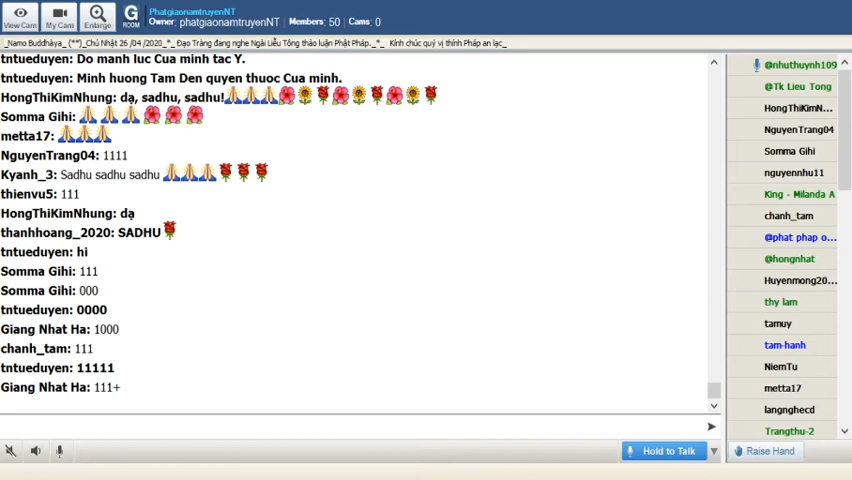 View Cam
My Cam
Enlarge
G
ROOM
PhatgiaonamtruyenNT
Owner: phatgiaonamtruyenNT
Members: 50
Cams: 0
_Namo Buddhàya_ (**)_Chủ Nhật 26 /04 /2020_*_ Đạo Tràng đang nghe Ngài Liễu Tông thảo luận Phật Pháp._*_ Kính chúc quý vị thính Pháp an lạc_
tntueduyen: Do manh luc Cua minh tac Y.
tntueduyen: Minh huong Tam Den quyen thuoc Cua minh.
HongThiKimNhung: dạ, sadhu, sadhu!
Somma Gihi:
metta17:
NguyenTrang04: 1111
Kyanh_3: Sadhu sadhu sadhu
thienvu5: 111
HongThiKimNhung: dạ
thanhhoang_2020: SADHU
tntueduyen: hi
Somma Gihi: 111
Somma Gihi: 000
tntueduyen: 0000
Giang Nhat Ha: 1000
chanh_tam: 111
tntueduyen: 11111
Giang Nhat Ha: 111+
@nhuthuynh109
@Tk Lieu Tong
HongThiKimN...
NguyenTrang04
Somma Gihi
nguyennhu11
King - Milanda A
chanh_tam
@phat phap o...
@hongnhat
Huyenmong20...
thy lam
tamuy
tam-hanh
NiemTu
metta17
langnghecd
Trangthu-2
Hold to Talk
Raise Hand